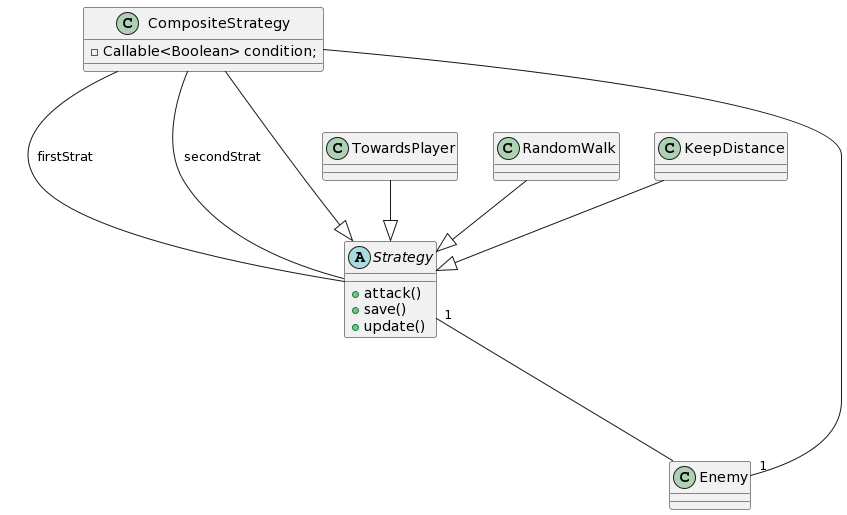 C CompositeStrategy
Callable<Boolean> condition;
firstStrat
secondStrat
C TowardsPlayer
C RandomWalk
C KeepDistance
A Strategy
attack()
save()
update()
1
1
C Enemy